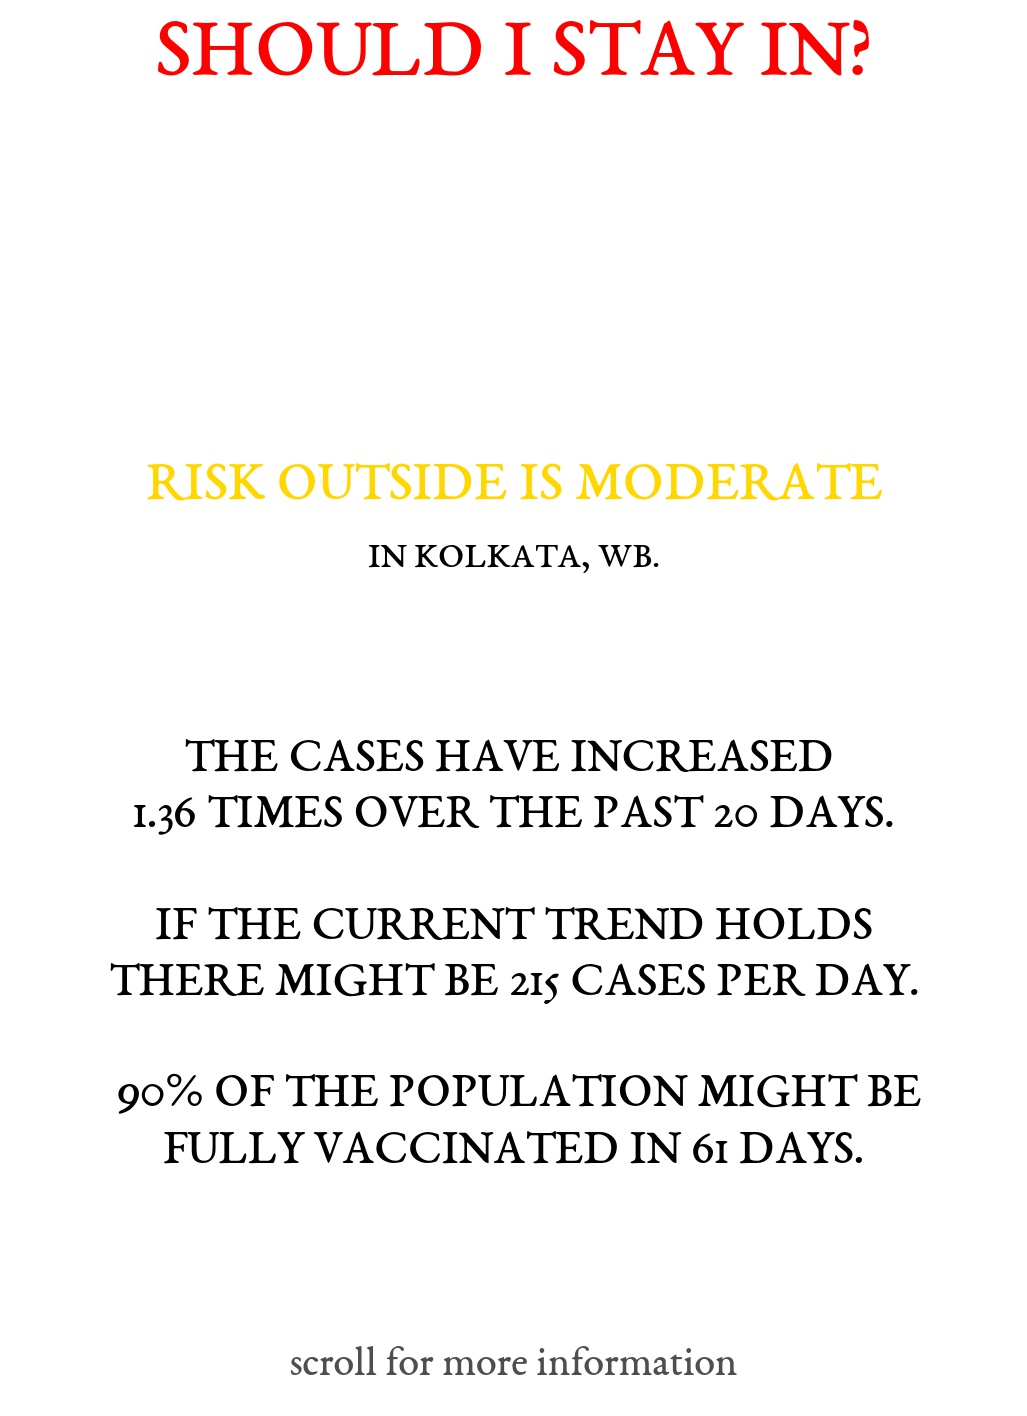 SHOULD I STAY IN?
RISK OUTSIDE IS MODERATE
IN KOLKATA, WB.
THE CASES HAVE INCREASED
1.36 TIMES OVER THE PAST 20 DAYS.
IF THE CURRENT TREND HOLDS
THERE MIGHT BE 215 CASES PER DAY.
90% OF THE POPULATION MIGHT BE
FULLY VACCINATED IN 61 DAYS.
scroll for more information